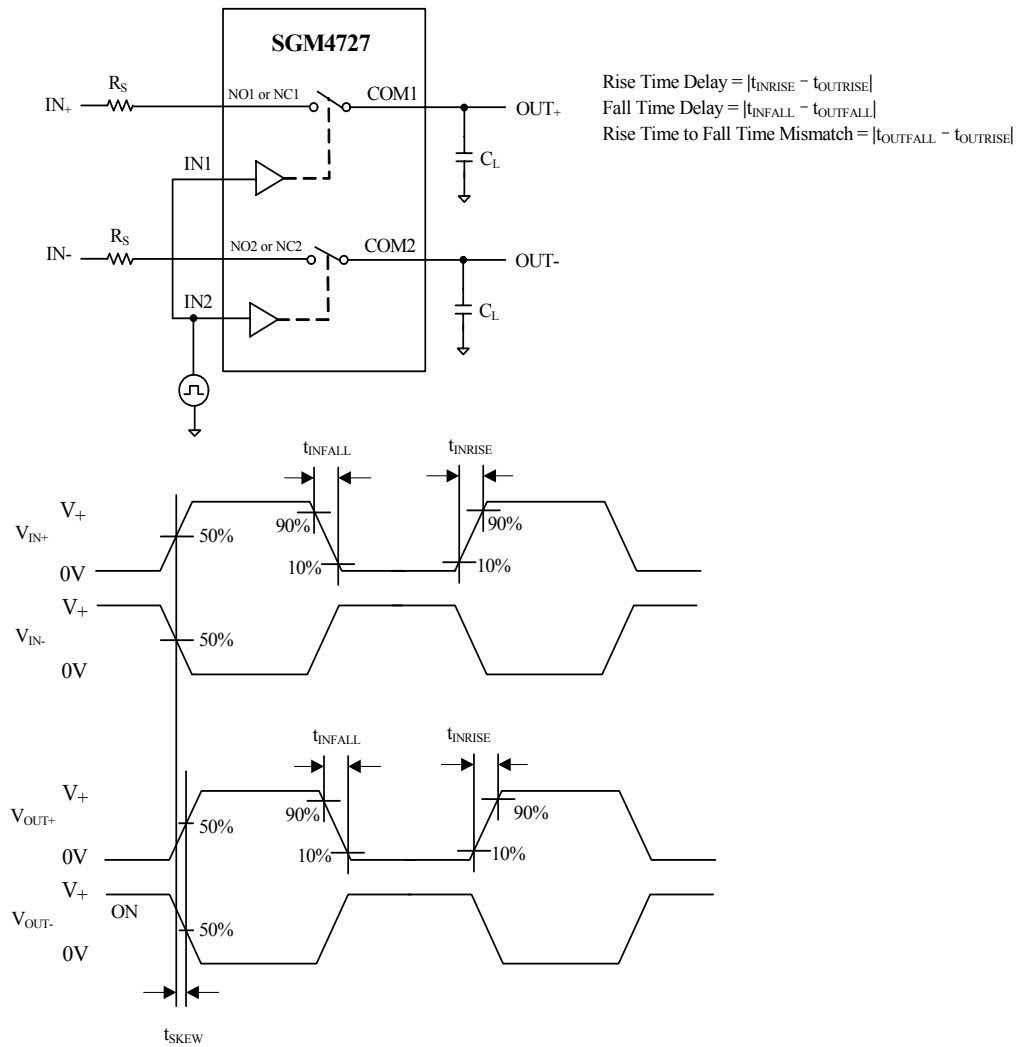 SGM4727
Rise Time Delay = |tINRISE − tOUTRISE|
Fall Time Delay = |tINFALL − tOUTFALL|
Rise Time to Fall Time Mismatch = |tOUTFALL − tOUTRISE|
RS
IN+
NO1 or NC1
COM1
OUT+
CL
IN1
RS
IN-
NO2 or NC2
COM2
OUT-
CL
IN2
tINFALL
tINRISE
V+
VIN+
0V
50%
90%
10%
90%
10%
V+
VIN-
0V
50%
tINFALL
tINRISE
V+
VOUT+
0V
50%
90%
10%
90%
10%
V+
ON
VOUT-
0V
50%
tSKEW